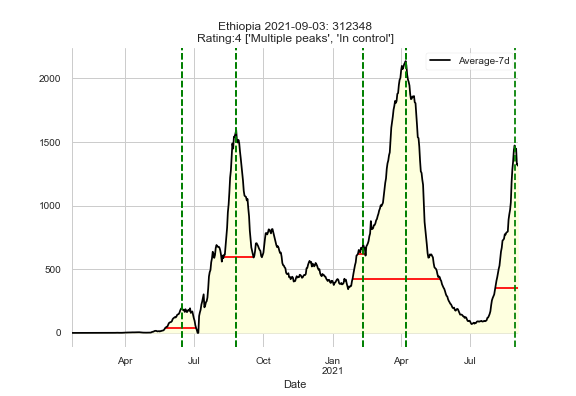 Ethiopia 2021-09-03: 312348
Rating:4 ['Multiple peaks', 'In control']
Average-7d
2000
1500
1000
500
0
Apr
Jul
Oct
Jan
2021
Apr
Jul
Date